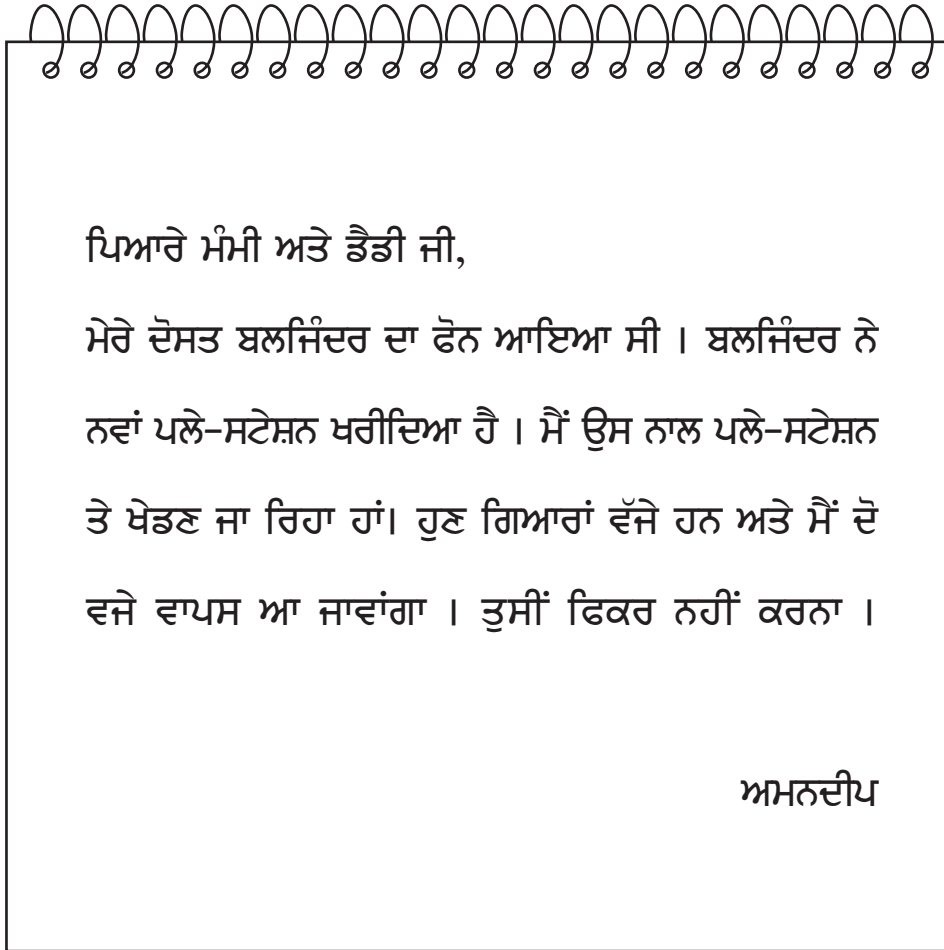 ਪਿਆਰੇ ਮੰਮੀ ਅਤੇ ਡੈਡੀ ਜੀ,
ਮੇਰੇ ਦੋਸਤ ਬਲਜਿੰਦਰ ਦਾ ਫੋਨ ਆਇਆ ਸੀ । ਬਲਜਿੰਦਰ ਨੇ
ਨਵਾਂ ਪਲੇ-ਸਟੇਸ਼ਨ ਖਰੀਦਿਆ ਹੈ । ਮੈਂ ਉਸ ਨਾਲ ਪਲੇ-ਸਟੇਸ਼ਨ
ਤੇ ਖੇਡਣ ਜਾ ਰਿਹਾ ਹਾਂ। ਹੁਣ ਗਿਆਰਾਂ ਵੱਜੇ ਹਨ ਅਤੇ ਮੈਂ ਦੋ
ਵਜੇ ਵਾਪਸ ਆ ਜਾਵਾਂਗਾ । ਤੁਸੀਂ ਫਿਕਰ ਨਹੀਂ ਕਰਨਾ ।
ਅਮਨਦੀਪ